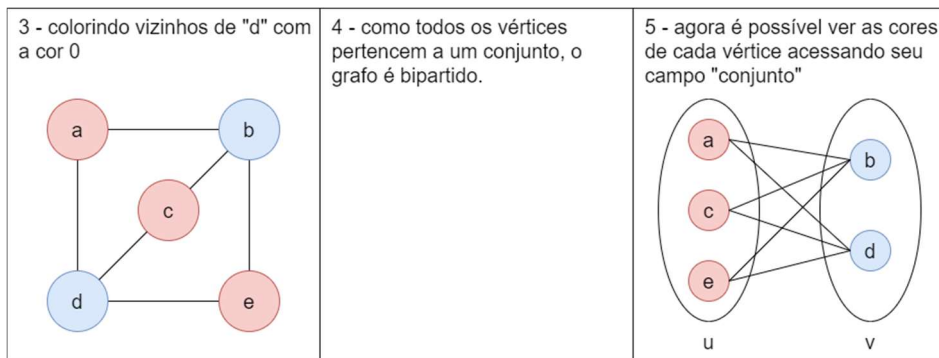 3 - colorindo vizinhos de "d" com
a cor 0
a
b
c
d
e
4 - como todos os vértices
pertencem a um conjunto, o
grafo é bipartido.
5 - agora é possível ver as cores
de cada vértice acessando seu
campo "conjunto"
a
b
c
d
e
u
v